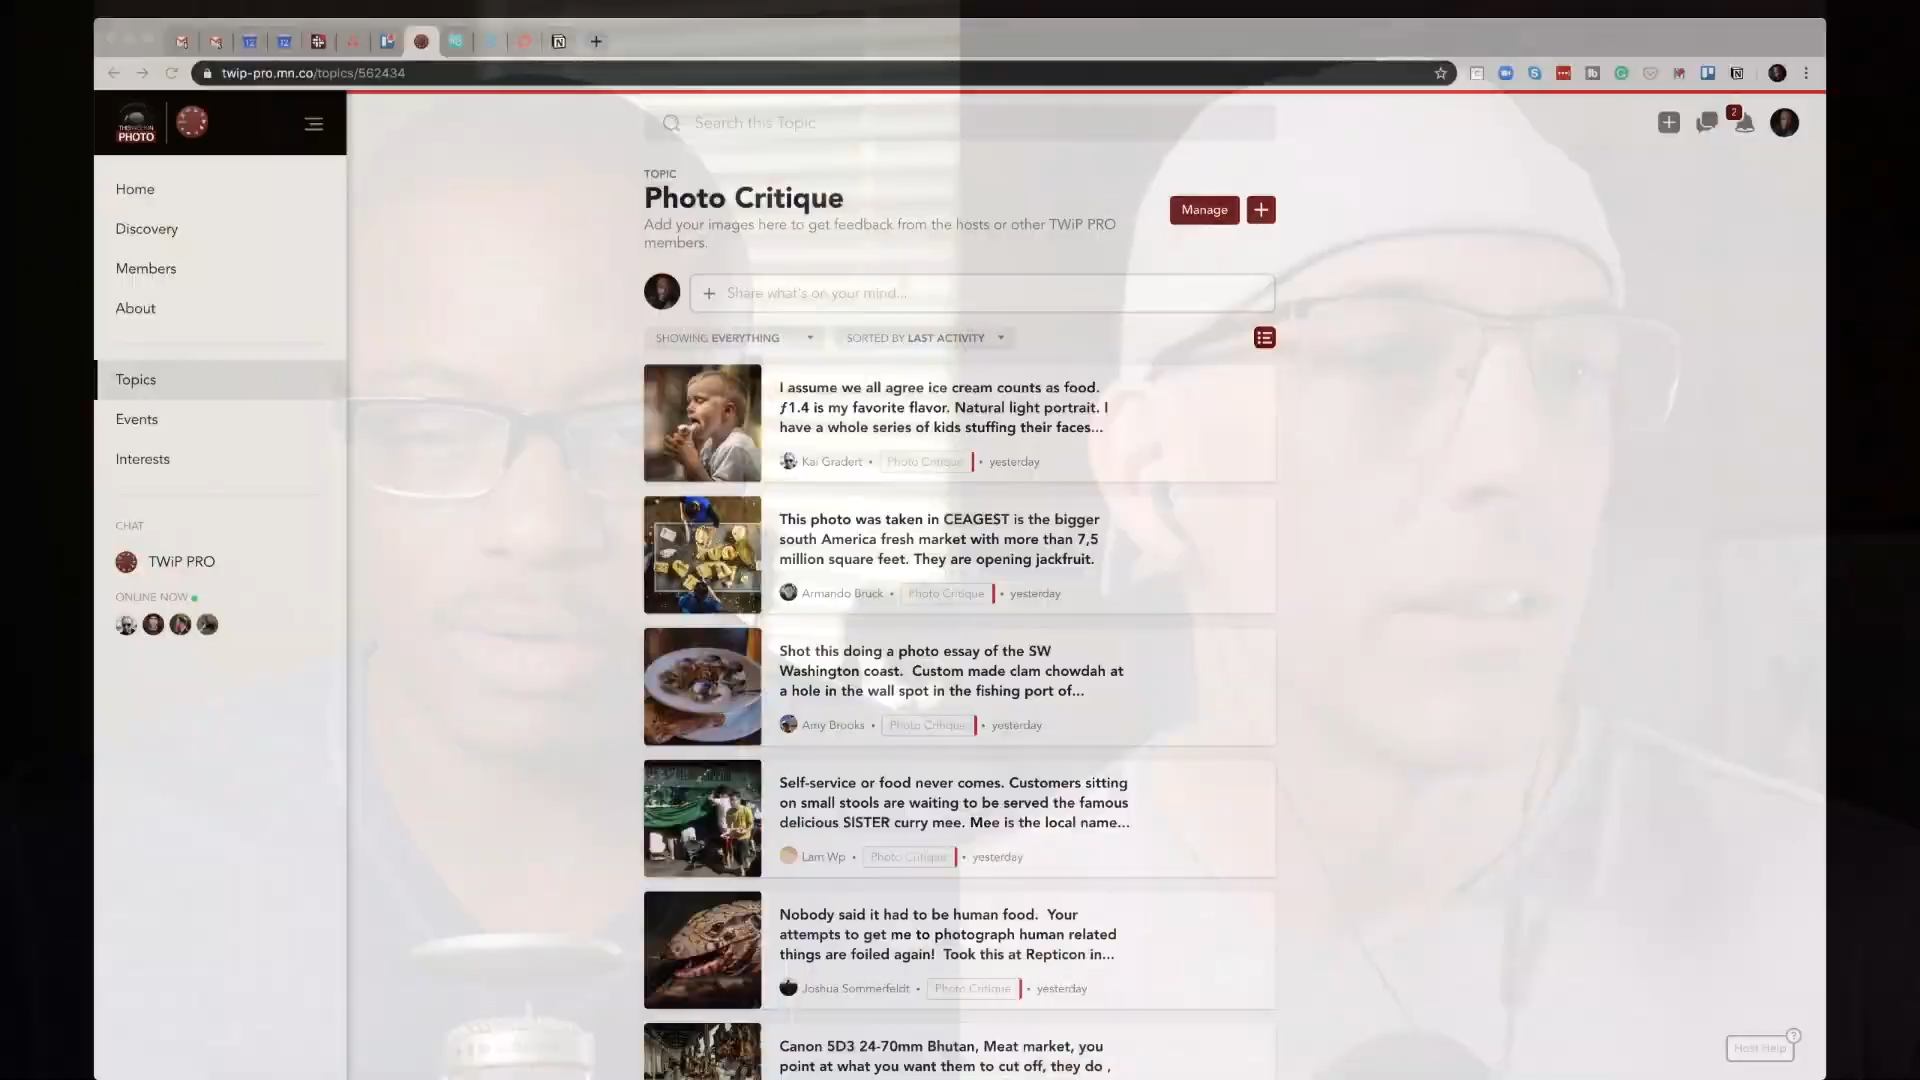 twip-pro.mn.co/topics/562434
THIS WEEK IN
PHOTO
Search this Topic
2
Home
Discovery
Members
About
Topics
Events
Interests
CHAT
TWiP PRO
ONLINE NOW
TOPIC
Photo Critique
Add your images here to get feedback from the hosts or other TWiP PRO
members.
Manage
Share what's on your mind...
SHOWING EVERYTHING
SORTED BY LAST ACTIVITY
I assume we all agree ice cream counts as food.
ƒ1.4 is my favorite flavor. Natural light portrait. I
have a whole series of kids stuffing their faces...
Kai Gradert • Photo Critique • yesterday
This photo was taken in CEAGEST is the bigger
south America fresh market with more than 7,5
million square feet. They are opening jackfruit.
Armando Bruck • Photo Critique • yesterday
Shot this doing a photo essay of the SW
Washington coast. Custom made clam chowdah at
a hole in the wall spot in the fishing port of...
Amy Brooks • Photo Critique • yesterday
Self-service or food never comes. Customers sitting
on small stools are waiting to be served the famous
delicious SISTER curry mee. Mee is the local name...
Lam Wp • Photo Critique • yesterday
Nobody said it had to be human food. Your
attempts to get me to photograph human related
things are foiled again! Took this at Repticon in...
Joshua Sommerfeldt • Photo Critique • yesterday
Canon 5D3 24-70mm Bhutan, Meat market, you
point at what you want them to cut off, they do ,
Host Help
?